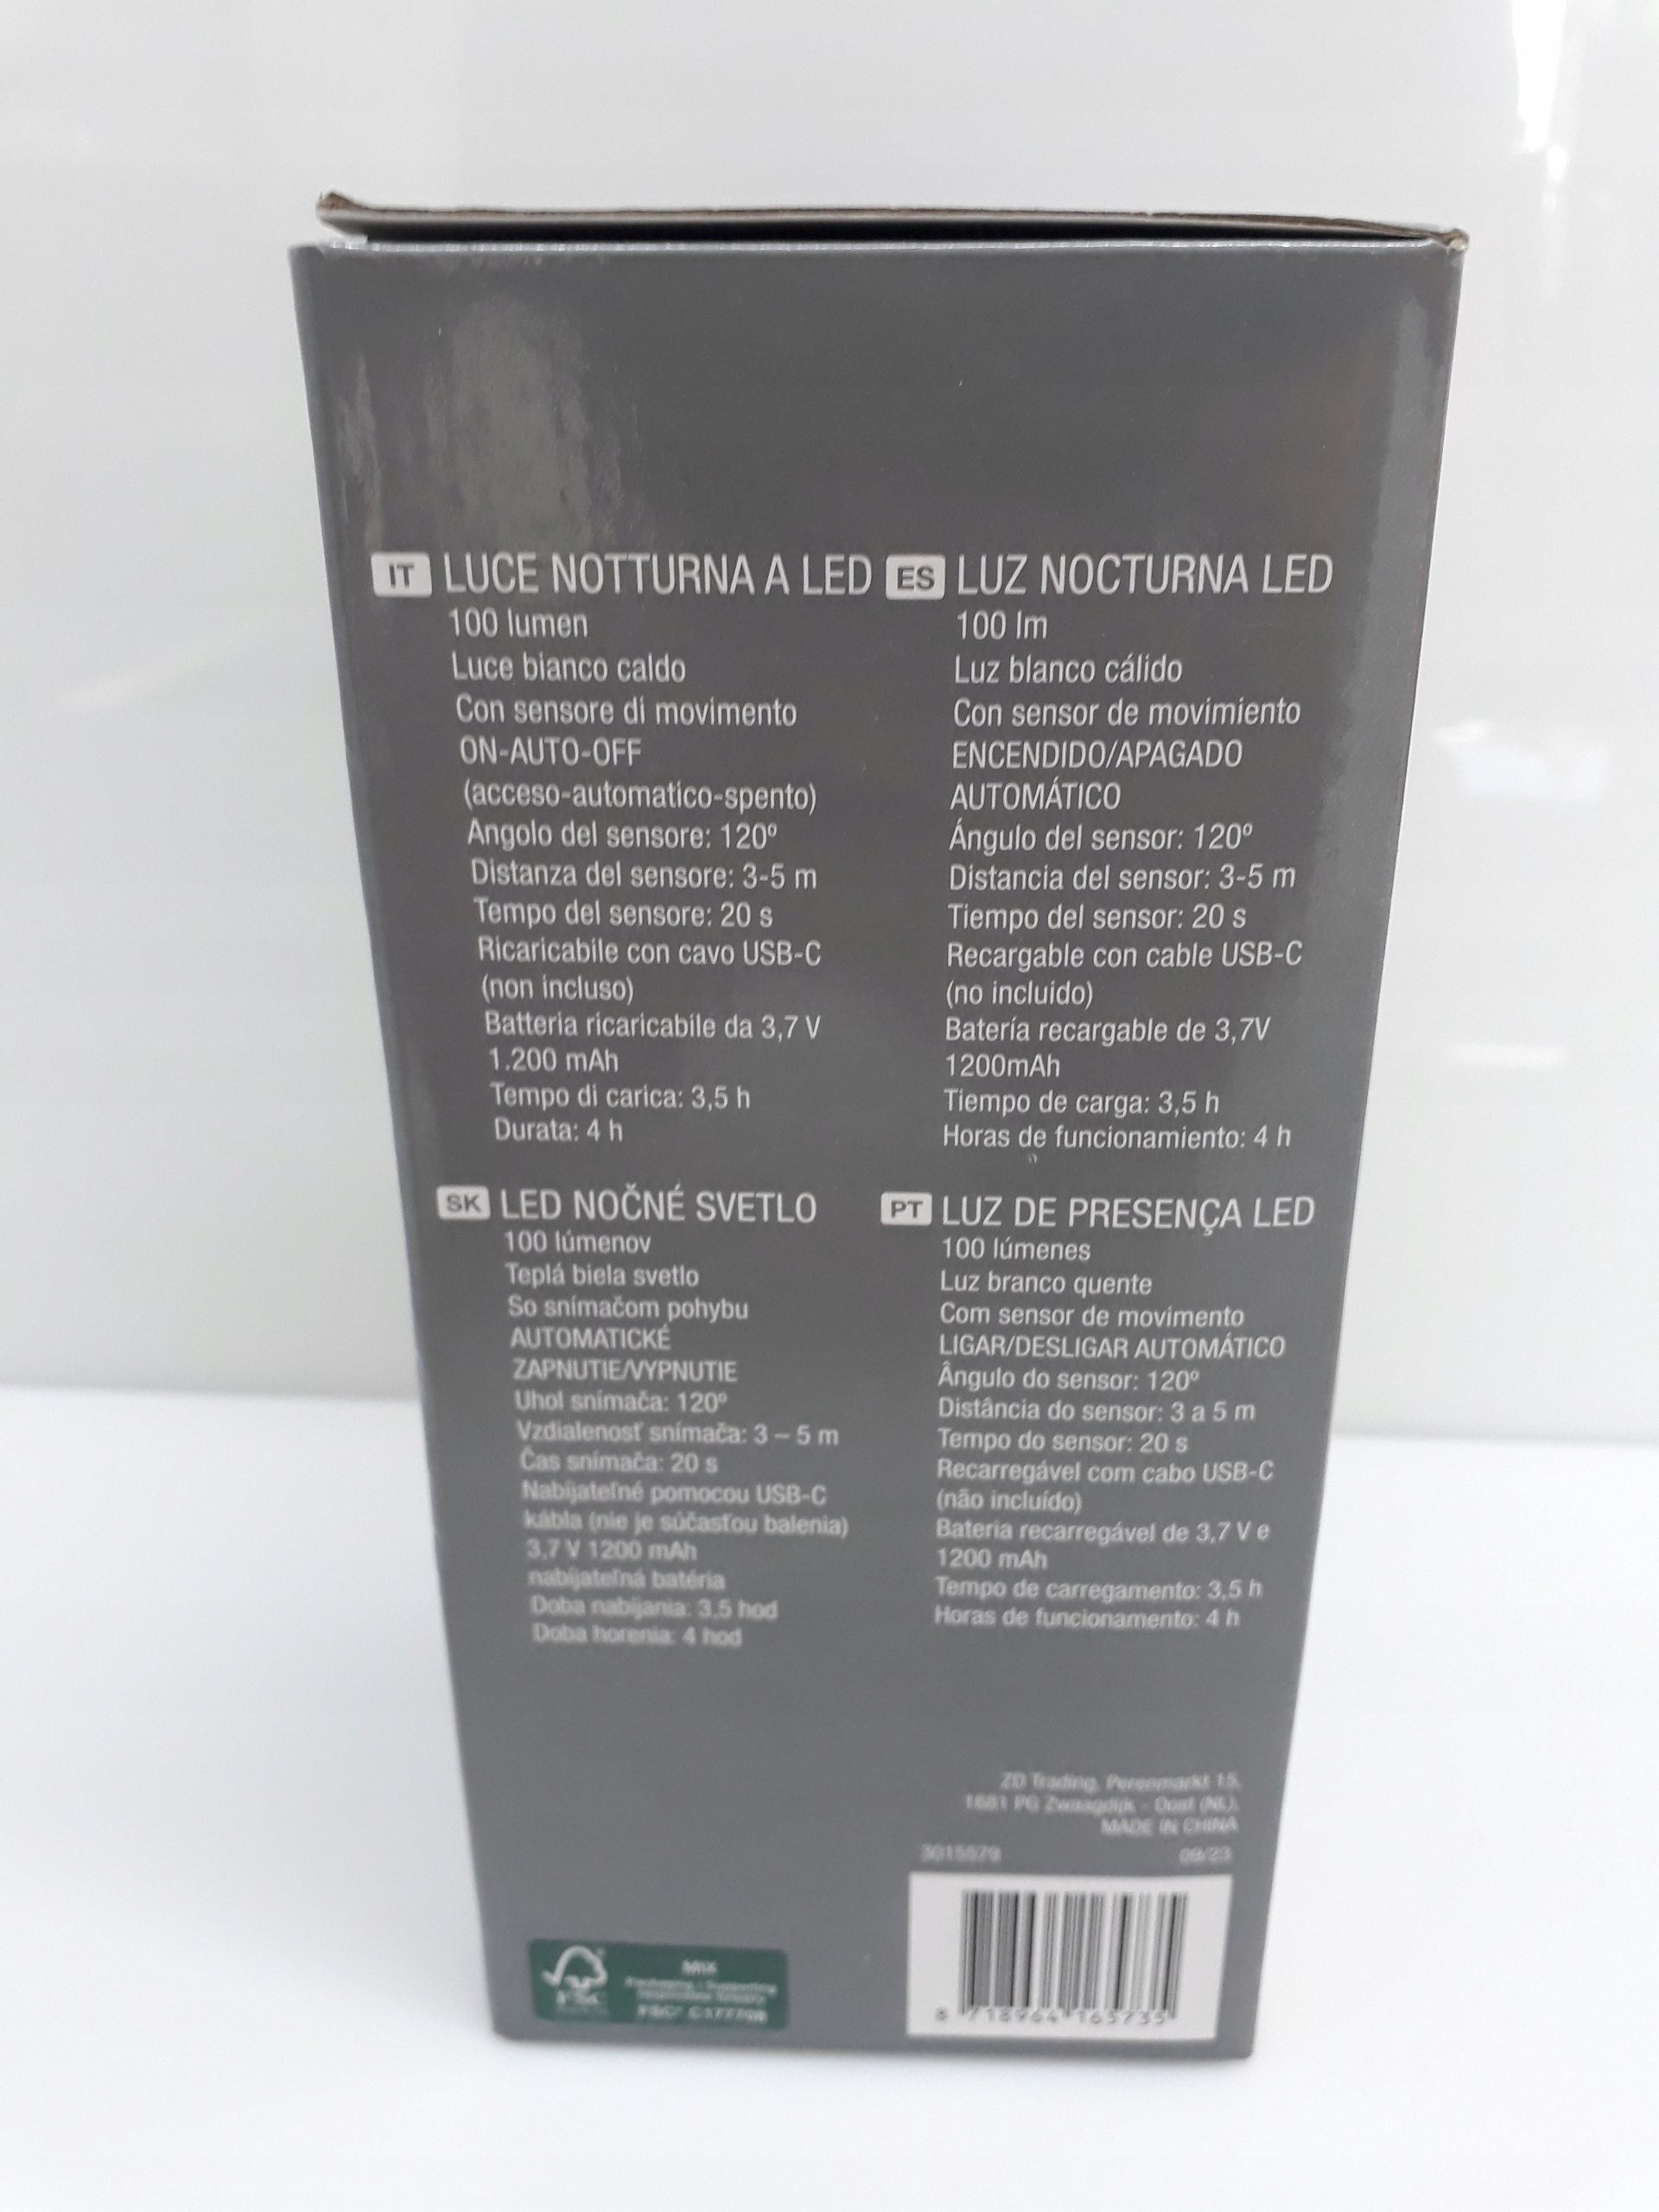 IT LUCE NOTTURNA A LED
100 lumen
Luce bianco caldo
Con sensore di movimento
ON-AUTO-OFF
(acceso-automatico-spento)
Angolo del sensore: 120º
Distanza del sensore: 3-5 m
Tempo del sensore: 20 s
Ricaricabile con cavo USB-C
(non incluso)
Batteria ricaricabile da 3,7 V
1.200 mAh
Tempo di carica: 3,5 h
Durata: 4 h
ES LUZ NOCTURNA LED
100 lm
Luz blanco cálido
Con sensor de movimiento
ENCENDIDO/APAGADO
AUTOMÁTICO
Ángulo del sensor: 120º
Distancia del sensor: 3-5 m
Tiempo del sensor: 20 s
Recargable con cable USB-C
(no incluido)
Batería recargable de 3,7V
1200mAh
Tiempo de carga: 3,5 h
Horas de funcionamiento: 4 h
SK LED NOČNÉ SVETLO
100 lúmenov
Teplá biela svetlo
So snímačom pohybu
AUTOMATICKÉ
ZAPNUTIE/VYPNUTIE
Uhol snímača: 120º
Vzdialenosť snímača: 3 – 5 m
Čas snímača: 20 s
Nabíjateľné pomocou USB-C
kábla (nie je súčasťou balenia)
3,7 V 1200 mAh
nabíjateľná batéria
Doba nabíjania: 3,5 hod
Doba horenia: 4 hod
PT LUZ DE PRESENÇA LED
100 lúmenes
Luz branco quente
Com sensor de movimento
LIGAR/DESLIGAR AUTOMÁTICO
Ângulo do sensor: 120º
Distância do sensor: 3 a 5 m
Tempo do sensor: 20 s
Recarregável com cabo USB-C
(não incluído)
Bateria recarregável de 3,7 V e
1200 mAh
Tempo de carregamento: 3,5 h
Horas de funcionamento: 4 h
ZD Trading, Perenmarkt 15,
1681 PG Zwaagdijk - Oost (NL).
MADE IN CHINA
09/23
8 718964 165735
FSC
MIX
Packaging | Supporting